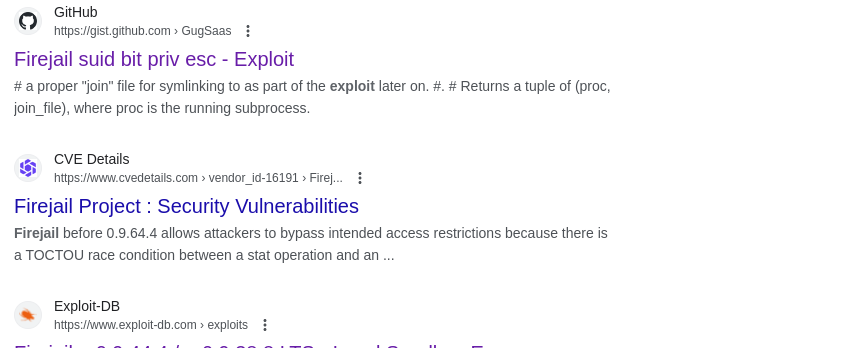 GitHub
https://gist.github.com › GugSaas
Firejail suid bit priv esc - Exploit
# a proper "join" file for symlinking to as part of the exploit later on. #. # Returns a tuple of (proc,
join_file), where proc is the running subprocess.
CVE Details
https://www.cvedetails.com › vendor_id-16191 › Firej...
Firejail Project : Security Vulnerabilities
Firejail before 0.9.64.4 allows attackers to bypass intended access restrictions because there is
a TOCTOU race condition between a stat operation and an ...
Exploit-DB
https://www.exploit-db.com › exploits